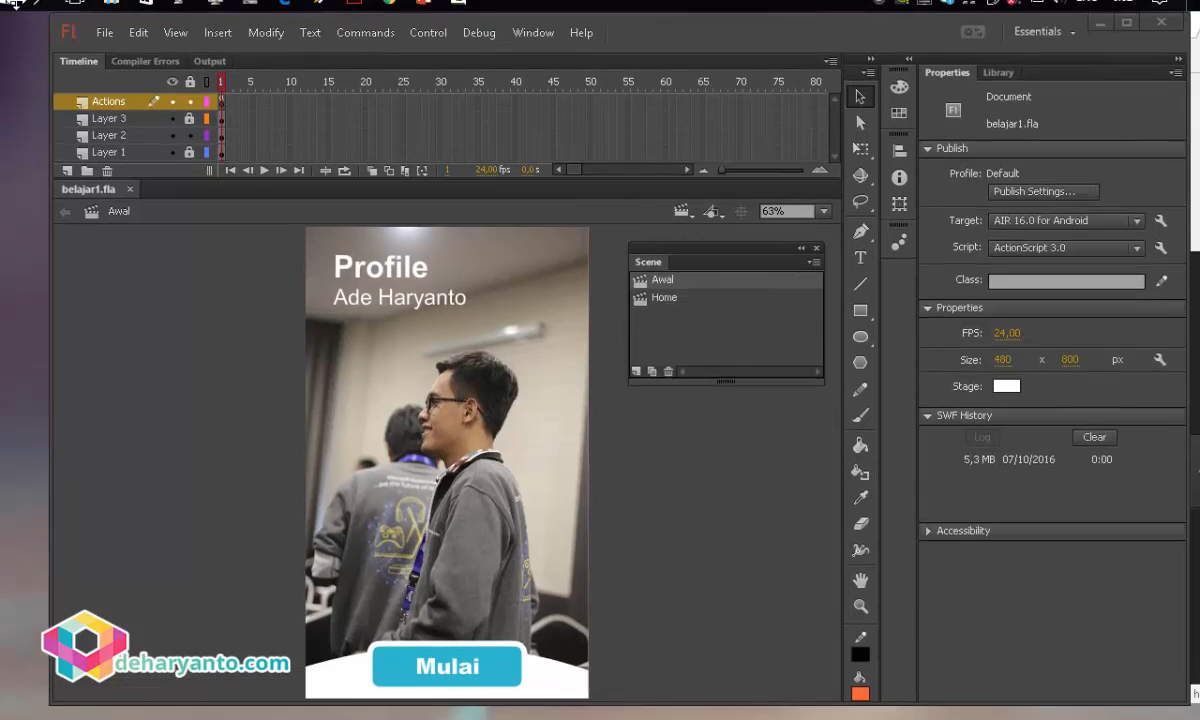 Fl File Edit View Insert Modify Text Commands Control Debug Window Help Essentials
Timeline Compiler Errors Output
1 5 10 15 20 25 30 35 40 45 50 55 60 65 70 75 80
Actions
Layer 3
Layer 2
Layer 1
1 24,00 fps 0,0 s
belajar1.fla ×
Awal
63%
Profile
Ade Haryanto
Mulai
Scene
Awal
Home
Properties Library
Fl
Document
belajar1.fla
Publish
Profile: Default
Publish Settings...
Target: AIR 16.0 for Android
Script: ActionScript 3.0
Class:
Properties
FPS: 24,00
Size: 480 x 800 px
Stage:
SWF History
Log Clear
5,3 MB 07/10/2016 0:00
Accessibility
deharyanto.com